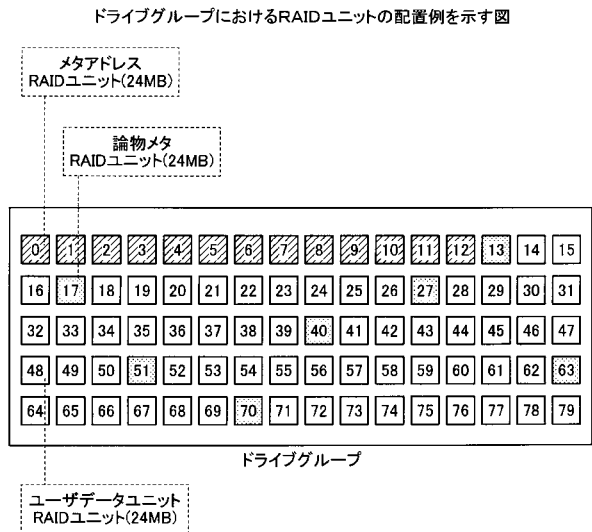 ドライブグループにおけるRAIDユニットの配置例を示す図
メタアドレス
RAIDユニット(24MB)
論物メタ
RAIDユニット(24MB)
0 1 2 3 4 5 6 7 8 9 10 11 12 13 14 15
16 17 18 19 20 21 22 23 24 25 26 27 28 29 30 31
32 33 34 35 36 37 38 39 40 41 42 43 44 45 46 47
48 49 50 51 52 53 54 55 56 57 58 59 60 61 62 63
64 65 66 67 68 69 70 71 72 73 74 75 76 77 78 79
ドライブグループ
ユーザデータユニット
RAIDユニット(24MB)